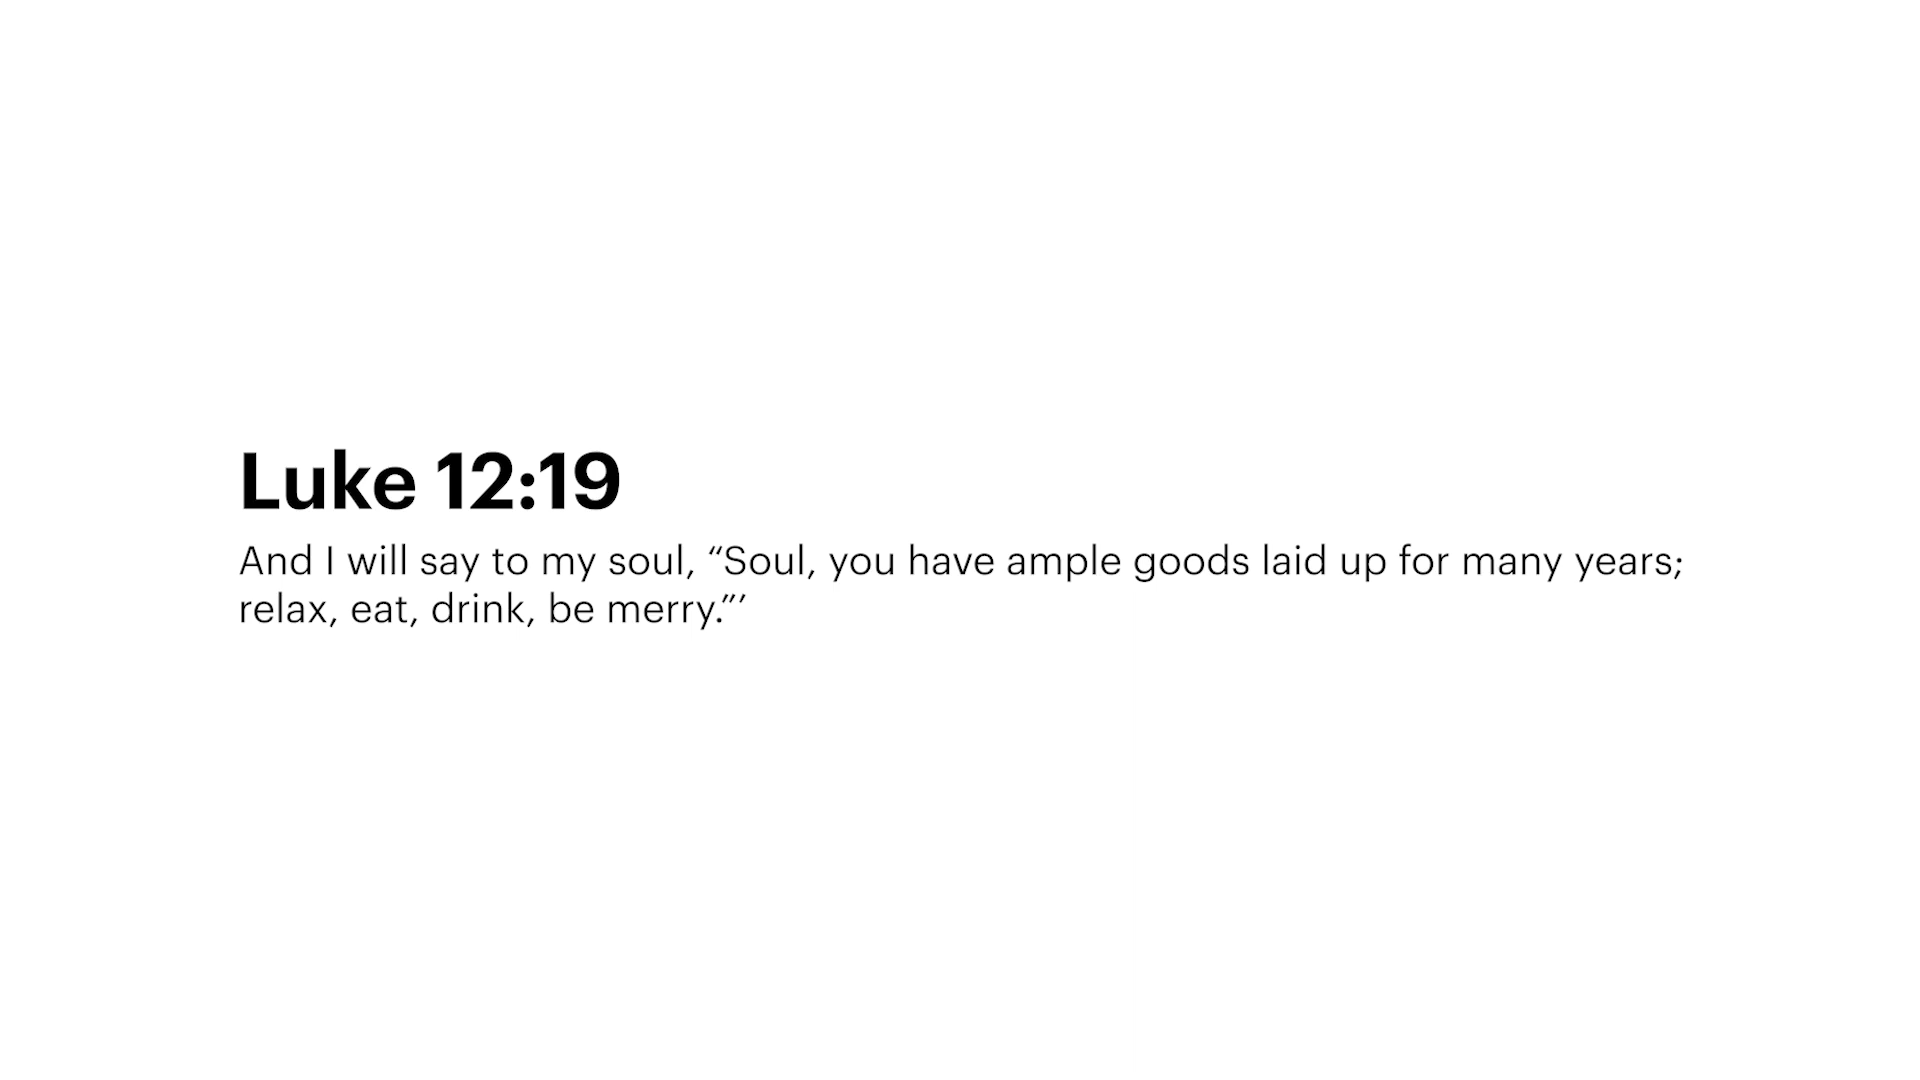 Luke 12:19
And I will say to my soul, “Soul, you have ample goods laid up for many years;
relax, eat, drink, be merry.”’